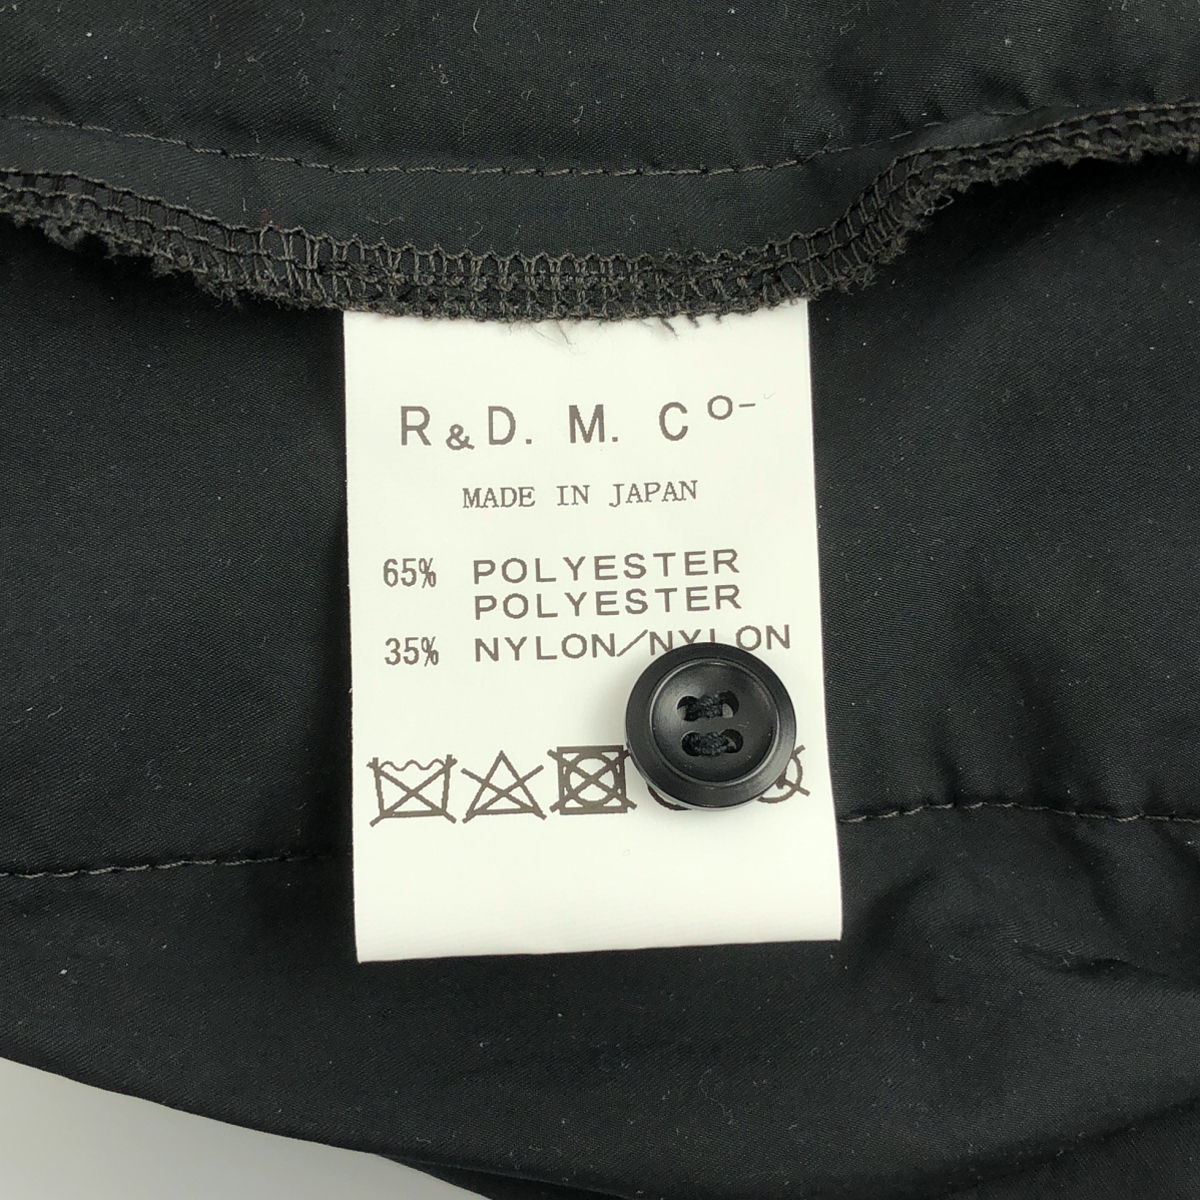 R&D. M. Co-
MADE IN JAPAN
65% POLYESTER
POLYESTER
35% NYLON/NYLON